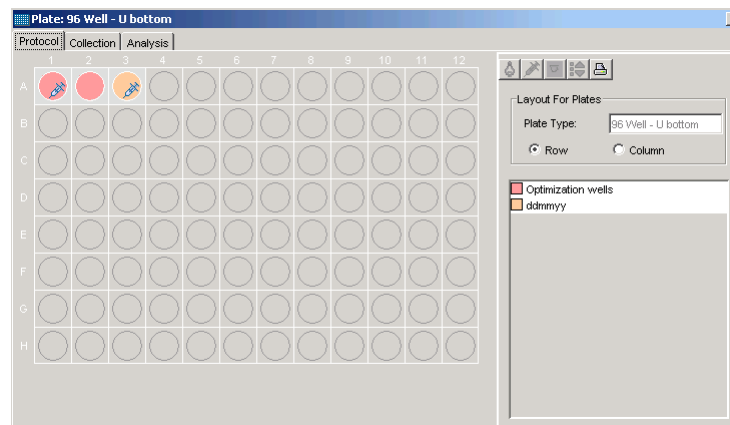 Plate: 96 Well - U bottom
Protocol Collection Analysis
1 2 3 4 5 6 7 8 9 10 11 12
A
B
C
D
E
F
G
H
Layout For Plates
Plate Type: 96 Well - U bottom
Row Column
Optimization wells
ddmmyy